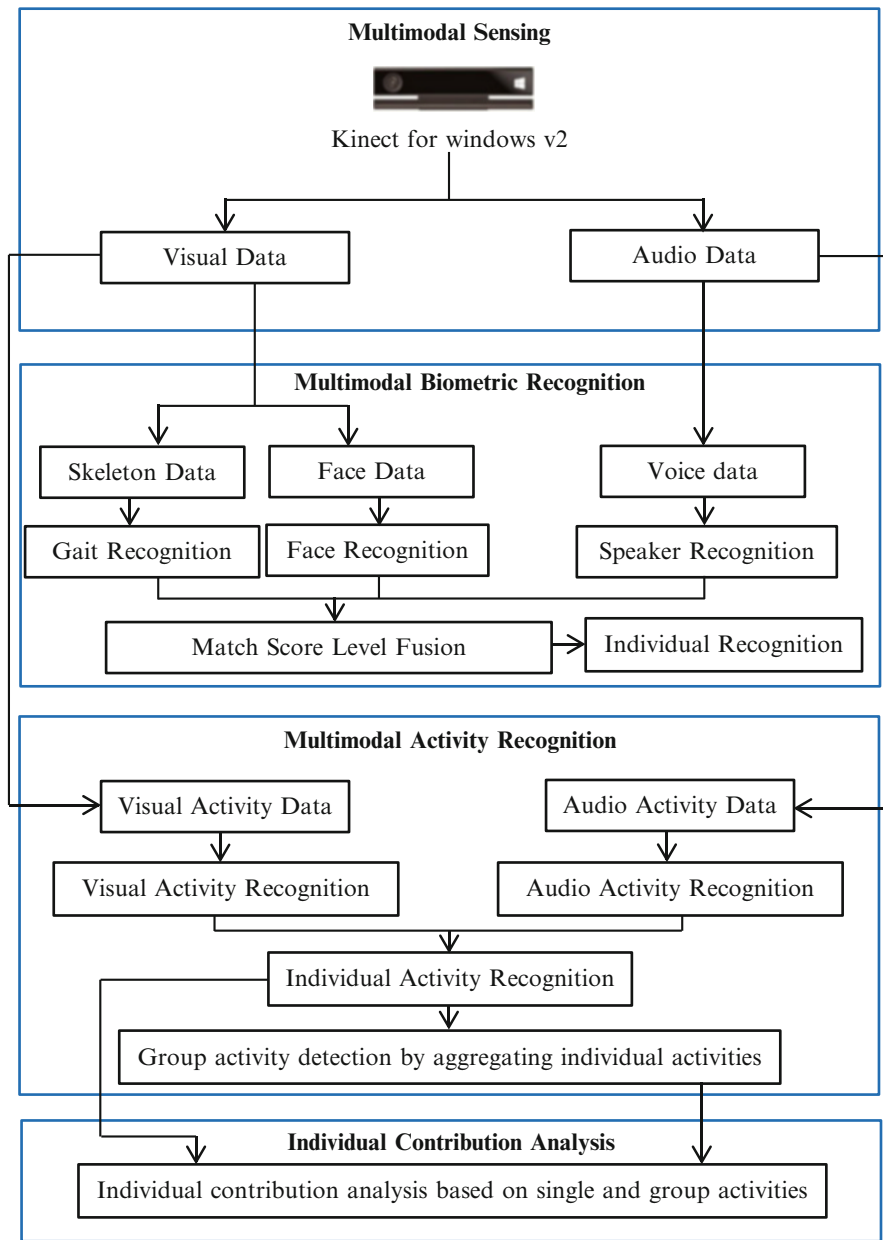 Multimodal Sensing
Kinect for windows v2
Visual Data
Audio Data
Multimodal Biometric Recognition
Skeleton Data
Face Data
Voice data
Gait Recognition
Face Recognition
Speaker Recognition
Match Score Level Fusion
Individual Recognition
Multimodal Activity Recognition
Visual Activity Data
Audio Activity Data
Visual Activity Recognition
Audio Activity Recognition
Individual Activity Recognition
Group activity detection by aggregating individual activities
Individual Contribution Analysis
Individual contribution analysis based on single and group activities